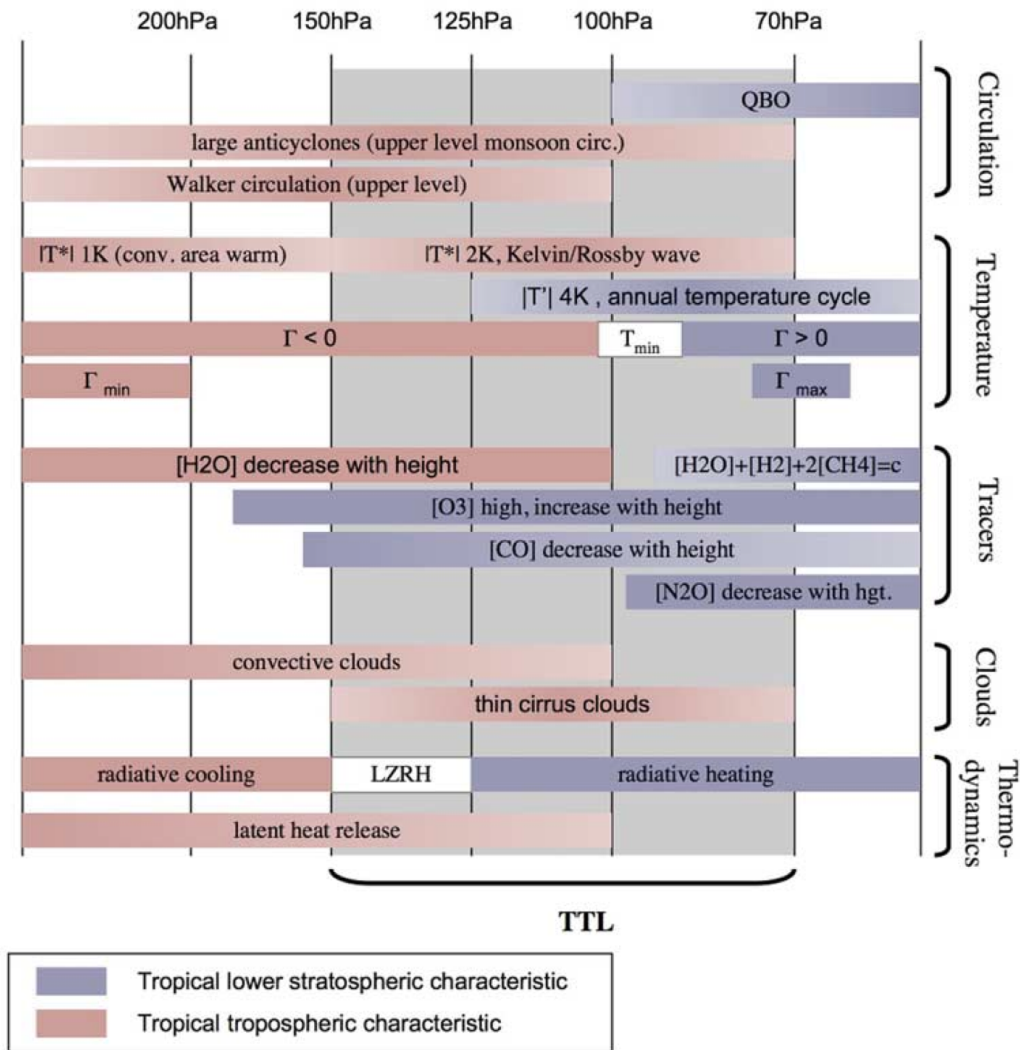 200hPa 150hPa 125hPa 100hPa 70hPa
QBO
large anticyclones (upper level monsoon circ.)
Walker circulation (upper level)
Circulation
|T*| 1K (conv. area warm) |T*| 2K, Kelvin/Rossby wave
|T'| 4K , annual temperature cycle
Γ < 0 Tmin Γ > 0
Γ min Γ max
Temperature
[H2O] decrease with height [H2O]+[H2]+2[CH4]=c
[O3] high, increase with height
[CO] decrease with height
[N2O] decrease with hgt.
Tracers
convective clouds
thin cirrus clouds
Clouds
radiative cooling LZRH radiative heating
latent heat release
Thermo-
dynamics
TTL
Tropical lower stratospheric characteristic
Tropical tropospheric characteristic